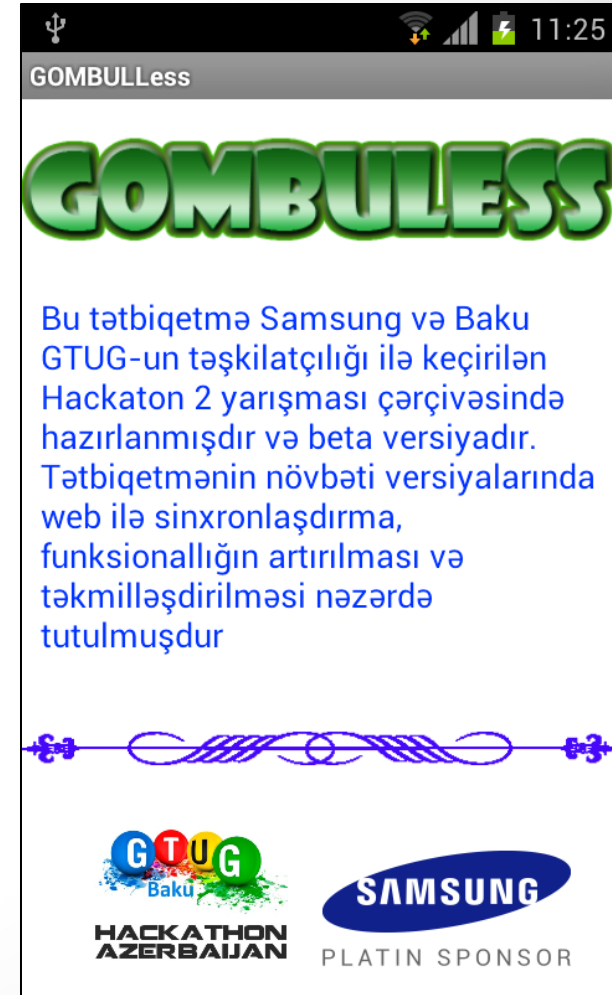 11:25
GOMBULLess
GOMBULESS
Bu tətbiqetmə Samsung və Baku
GTUG-un təşkilatçılığı ilə keçirilən
Hackaton 2 yarışması çərçivəsində
hazırlanmışdır və beta versiyadır.
Tətbiqetmənin növbəti versiyalarında
web ilə sinxronlaşdırma,
funksionallığın artırılması və
təkmilləşdirilməsi nəzərdə
tutulmuşdur
GTUG
Baku
HACKATHON
AZERBAIJAN
SAMSUNG
PLATIN SPONSOR